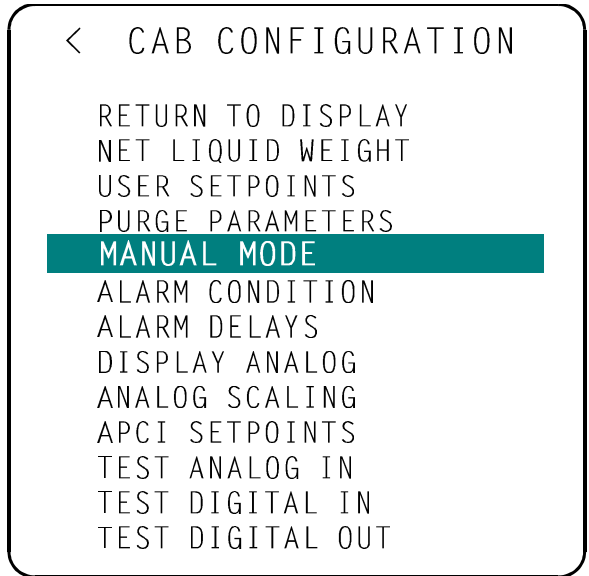 < CAB CONFIGURATION
RETURN TO DISPLAY
NET LIQUID WEIGHT
USER SETPOINTS
PURGE PARAMETERS
MANUAL MODE
ALARM CONDITION
ALARM DELAYS
DISPLAY ANALOG
ANALOG SCALING
APCI SETPOINTS
TEST ANALOG IN
TEST DIGITAL IN
TEST DIGITAL OUT